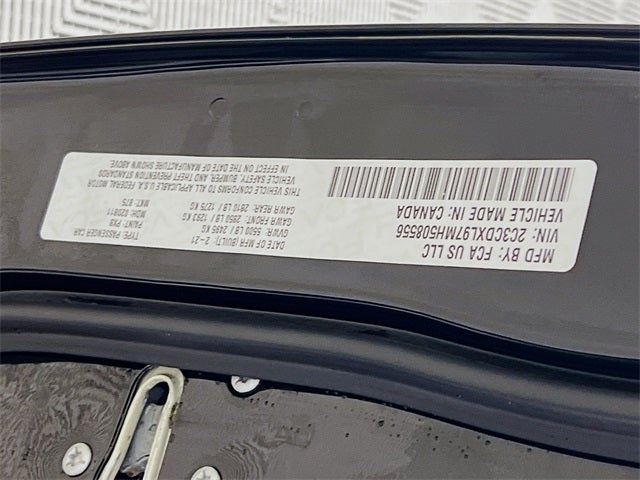 MFD BY: FCA US LLC
DATE OF MFR (BUILT): 2-21
GVWR: 5500 LB / 2495 KG
GAWR FRONT: 2850 LB / 1293 KG
GAWR REAR: 2810 LB / 1275 KG
TYPE: PASSENGER CAR
PAINT: PX8
MDH: 020911
MKT: B75
VIN: 2C3CDXL97MH508556
VEHICLE MADE IN: CANADA
THIS VEHICLE CONFORMS TO ALL APPLICABLE U.S.A. FEDERAL MOTOR
VEHICLE SAFETY, BUMPER, AND THEFT PREVENTION STANDARDS
IN EFFECT ON THE DATE OF MANUFACTURE SHOWN ABOVE.